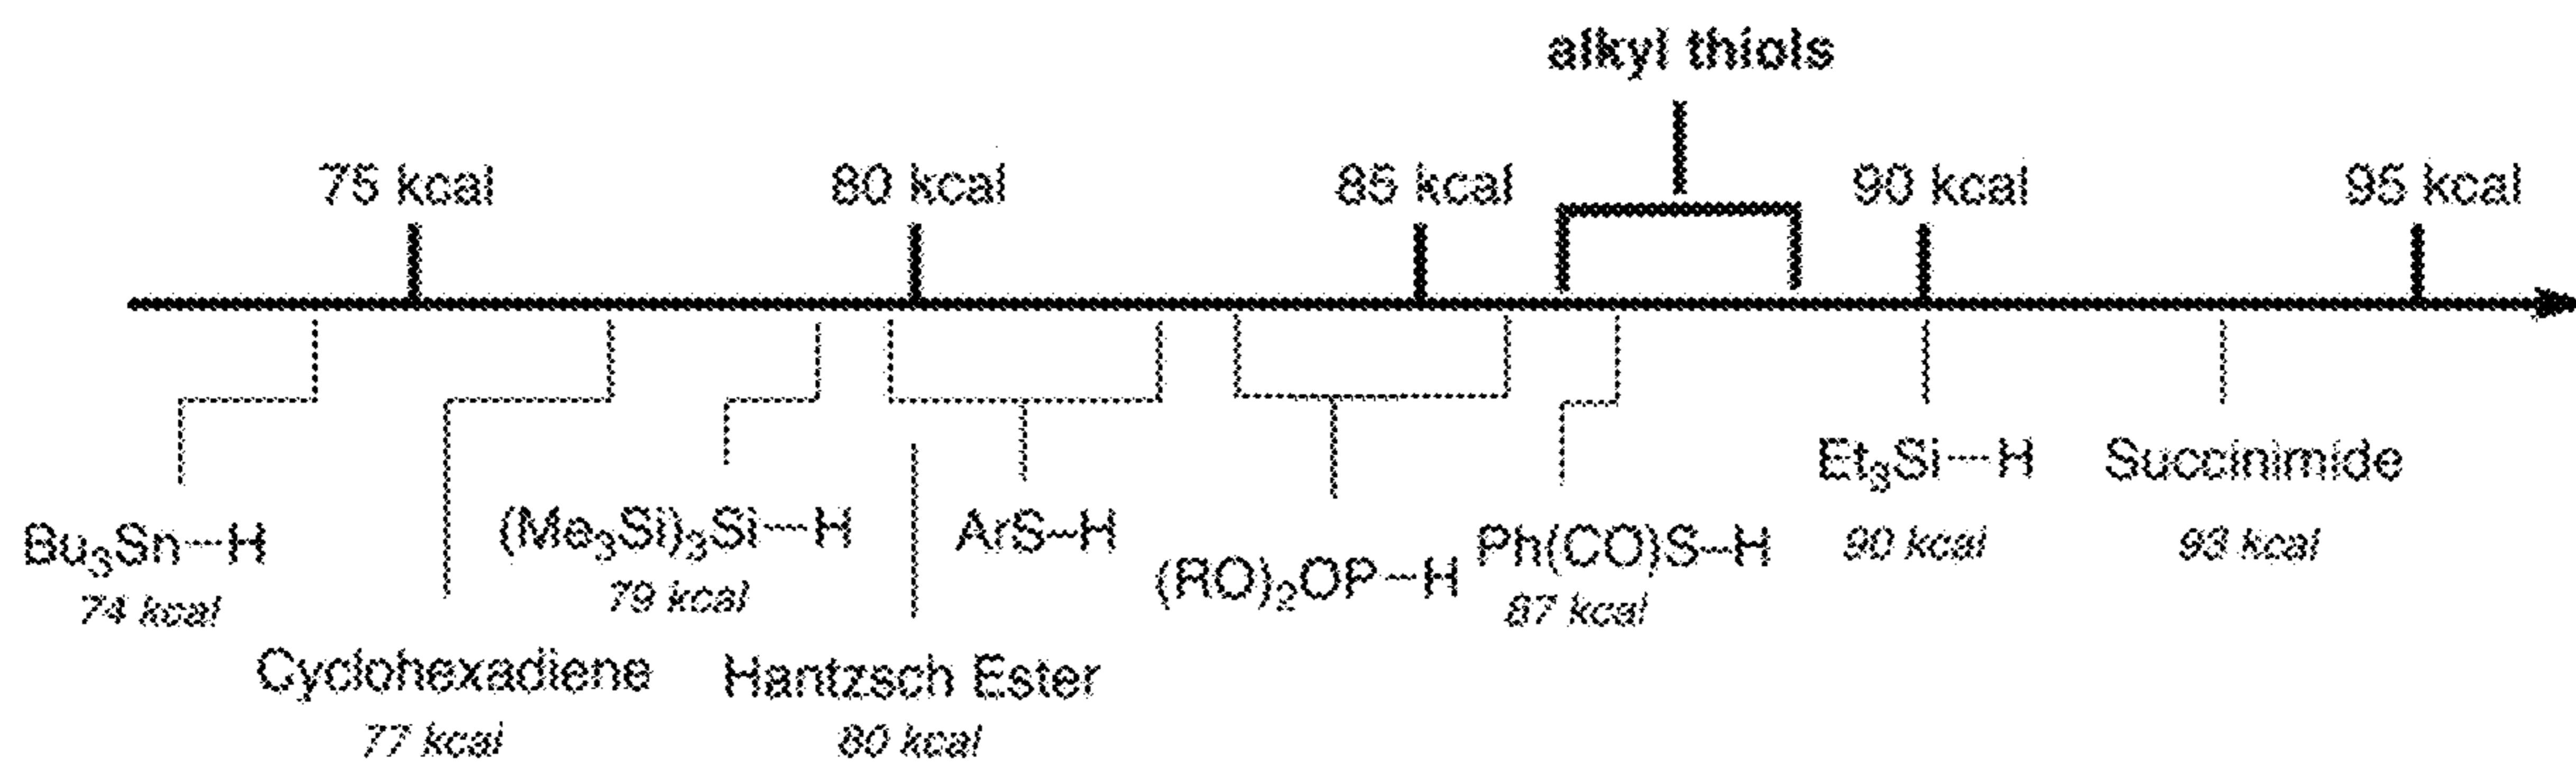 alkyl thiols
75 kcal
80 kcal
85 kcal
90 kcal
95 kcal
Bu₃Sn–H
74 kcal
Cyclohexadiene
77 kcal
(Me₃Si)₃Si–H
79 kcal
Hantzsch Ester
80 kcal
ArS–H
(RO)₂OP–H
Ph(CO)S–H
87 kcal
Et₃Si–H
90 kcal
Succinimide
93 kcal